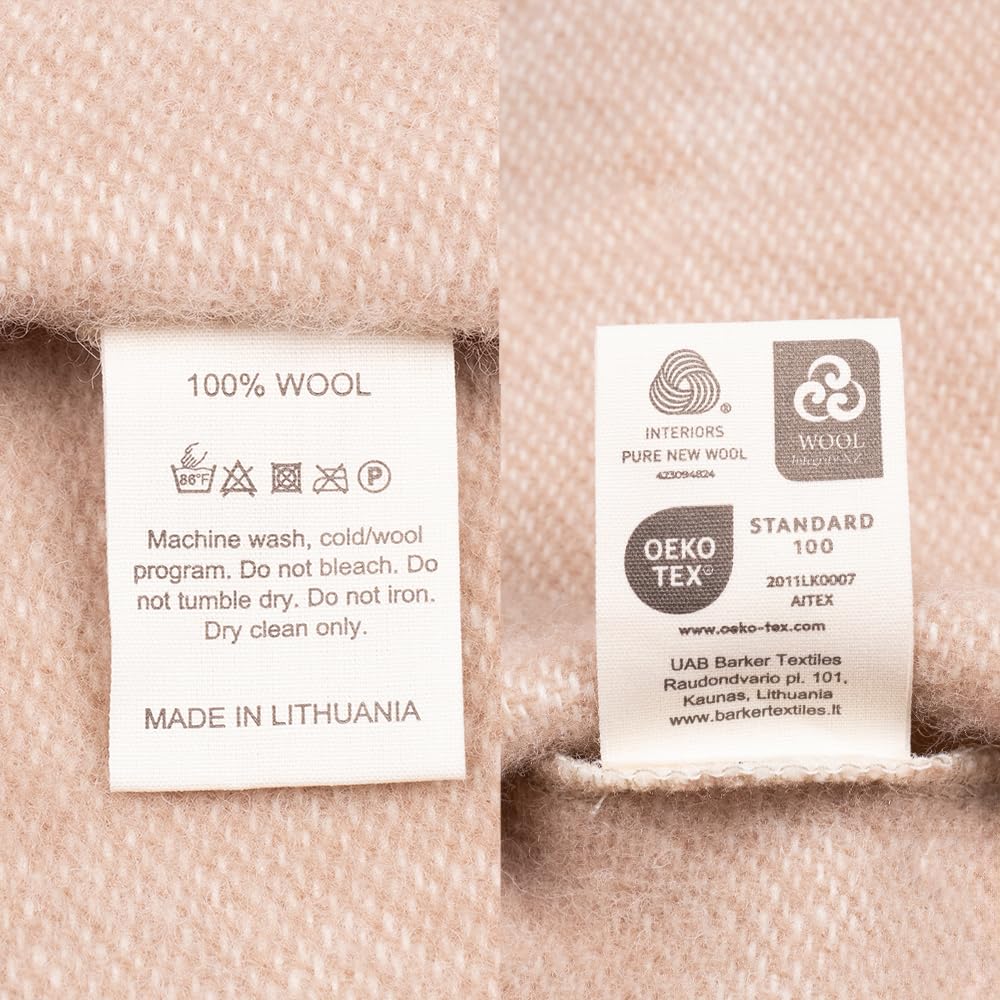 100% WOOL
86°F
P
Machine wash, cold/wool
program. Do not bleach. Do
not tumble dry. Do not iron.
Dry clean only.
MADE IN LITHUANIA
®
INTERIORS
PURE NEW WOOL
423094824
WOOL
OEKO
TEX®
STANDARD
100
2011LK0007
AITEX
www.oeko-tex.com
UAB Barker Textiles
Raudondvario pl. 101,
Kaunas, Lithuania
www.barkertextiles.lt